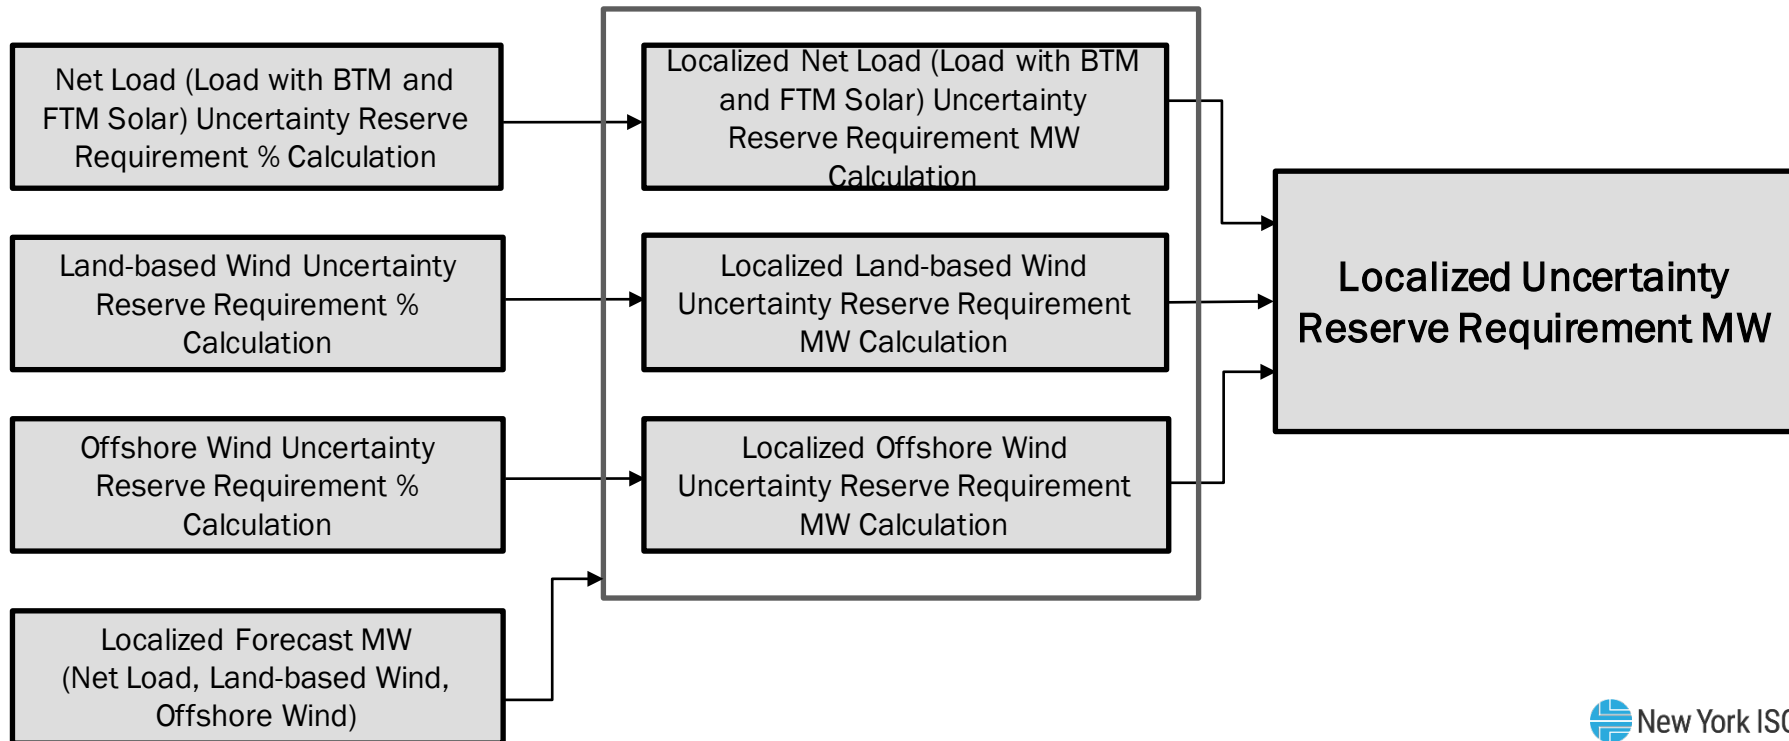 Net Load (Load with BTM and
FTM Solar) Uncertainty Reserve
Requirement % Calculation
Localized Net Load (Load with BTM
and FTM Solar) Uncertainty
Reserve Requirement MW
Calculation
Land-based Wind Uncertainty
Reserve Requirement %
Calculation
Localized Land-based Wind
Uncertainty Reserve Requirement
MW Calculation
Localized Uncertainty
Reserve Requirement MW
Offshore Wind Uncertainty
Reserve Requirement %
Calculation
Localized Offshore Wind
Uncertainty Reserve Requirement
MW Calculation
Localized Forecast MW
(Net Load, Land-based Wind,
Offshore Wind)
New York ISO